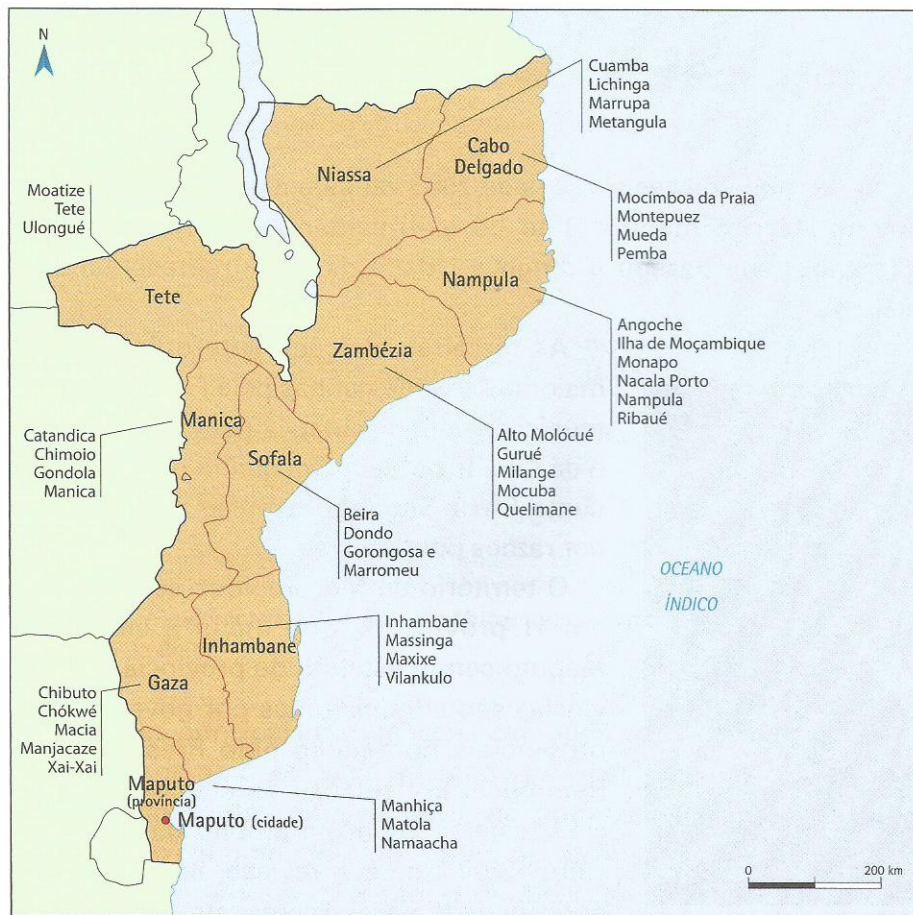 N
Cuamba
Lichinga
Marrupa
Metangula
Cabo
Delgado
Niassa
Mocímboa da Praia
Montepuez
Mueda
Pemba
Moatize
Tete
Ulongué
Tete
Nampula
Angoche
Ilha de Moçambique
Monapo
Nacala Porto
Nampula
Ribaué
Zambézia
Alto Molócué
Gurué
Milange
Mocuba
Quelimane
Manica
Catandica
Chimoio
Gondola
Manica
Sofala
Beira
Dondo
Gorongosa e
Marromeu
OCEANO
ÍNDICO
Inhambane
Inhambane
Massinga
Maxixe
Vilankulo
Gaza
Chibuto
Chókwé
Macia
Manjacaze
Xai-Xai
Maputo
(província)
Maputo (cidade)
Manhiça
Matola
Namaacha
0 200 km